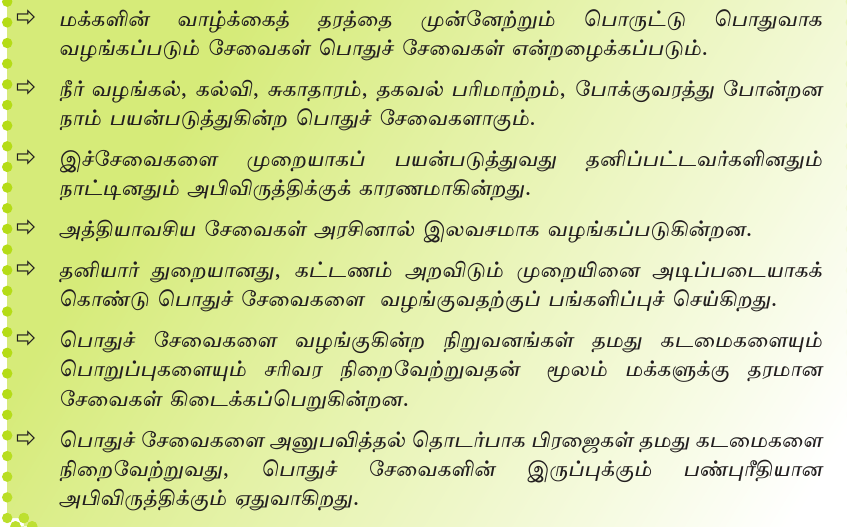 ⇨ மக்களின் வாழ்க்கைத் தரத்தை முன்னேற்றும் பொருட்டு பொதுவாக
வழங்கப்படும் சேவைகள் பொதுச் சேவைகள் என்றழைக்கப்படும்.
⇨ நீர் வழங்கல், கல்வி, சுகாதாரம், தகவல் பரிமாற்றம், போக்குவரத்து போன்றன
நாம் பயன்படுத்துகின்ற பொதுச் சேவைகளாகும்.
⇨ இச்சேவைகளை முறையாகப் பயன்படுத்துவது தனிப்பட்டவர்களினதும்
நாட்டினதும் அபிவிருத்திக்குக் காரணமாகின்றது.
⇨ அத்தியாவசிய சேவைகள் அரசினால் இலவசமாக வழங்கப்படுகின்றன.
⇨ தனியார் துறையானது, கட்டணம் அறவிடும் முறையினை அடிப்படையாகக்
கொண்டு பொதுச் சேவைகளை வழங்குவதற்குப் பங்களிப்புச் செய்கிறது.
⇨ பொதுச் சேவைகளை வழங்குகின்ற நிறுவனங்கள் தமது கடமைகளையும்
பொறுப்புகளையும் சரிவர நிறைவேற்றுவதன் மூலம் மக்களுக்கு தரமான
சேவைகள் கிடைக்கப்பெறுகின்றன.
⇨ பொதுச் சேவைகளை அனுபவித்தல் தொடர்பாக பிரஜைகள் தமது கடமைகளை
நிறைவேற்றுவது, பொதுச் சேவைகளின் இருப்புக்கும் பண்புரீதியான
அபிவிருத்திக்கும் ஏதுவாகிறது.